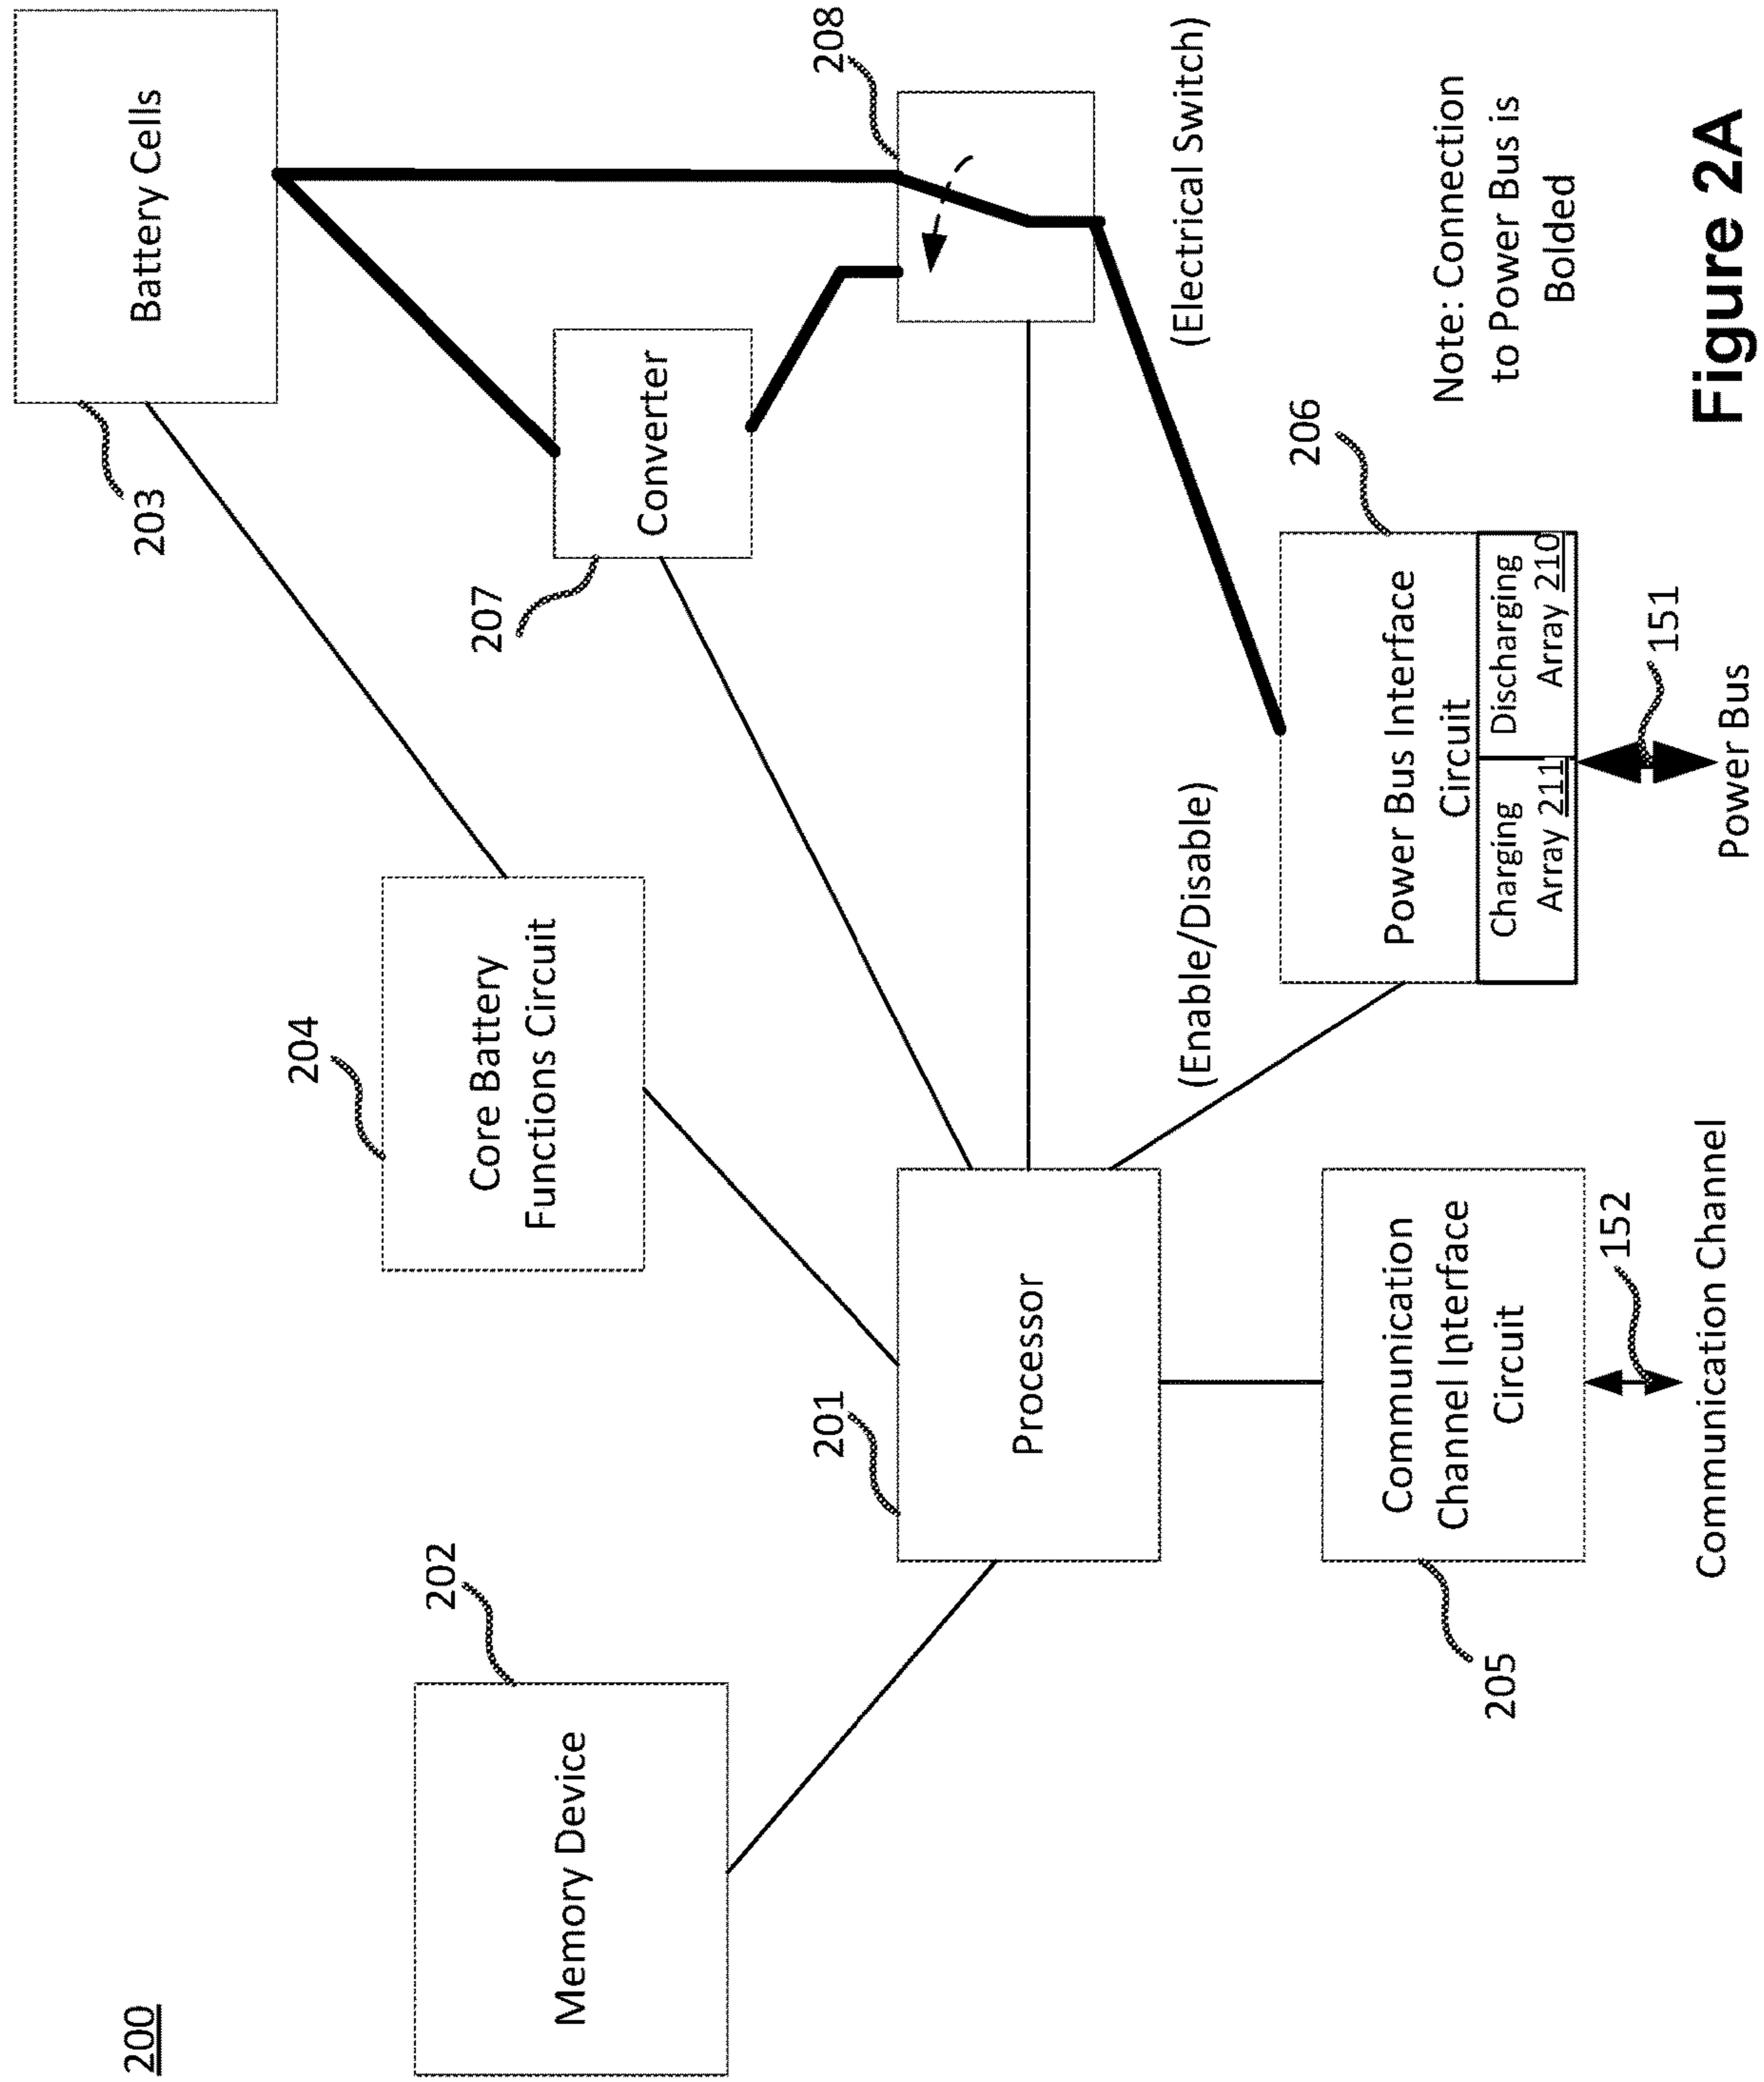 200
202
Memory Device
204
Core Battery
Functions Circuit
203
Battery Cells
207
Converter
201
Processor
208
(Electrical Switch)
(Enable/Disable)
205
Communication
Channel Interface
Circuit
152
Communication Channel
206
Power Bus Interface
Circuit
Charging
Array 211
Discharging
Array 210
151
Power Bus
Note: Connection
to Power Bus is
Bolded
Figure 2A